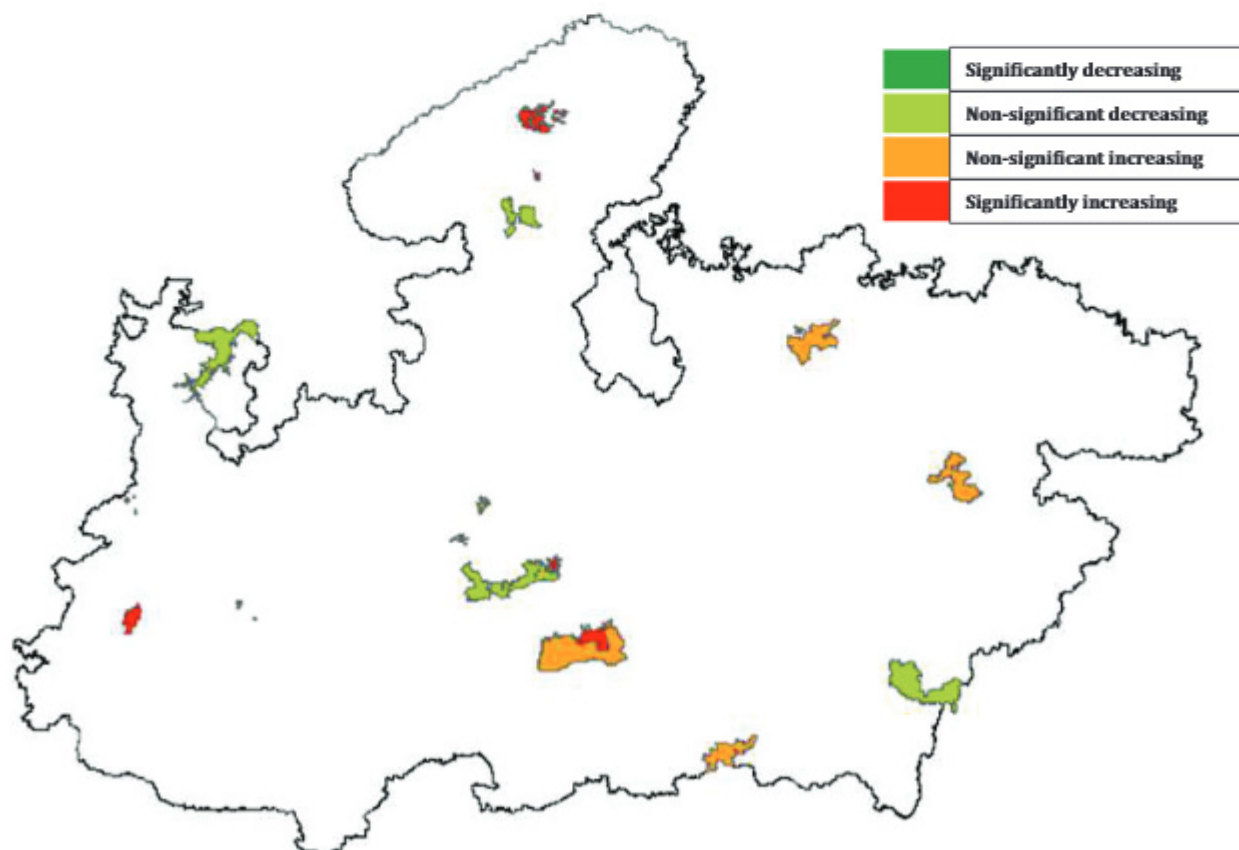 Significantly decreasing
Non-significant decreasing
Non-significant increasing
Significantly increasing